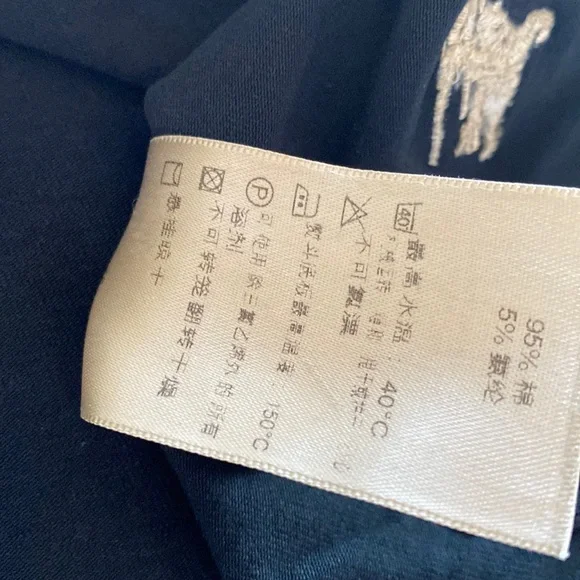 95% 棉
5% 氨纶
40
最高水温: 40°C
不可氯漂
熨斗底板最高温度: 150°C
P
可使用除三氯乙烯外的所有
溶剂
不可转笼翻转干燥
悬挂晾干